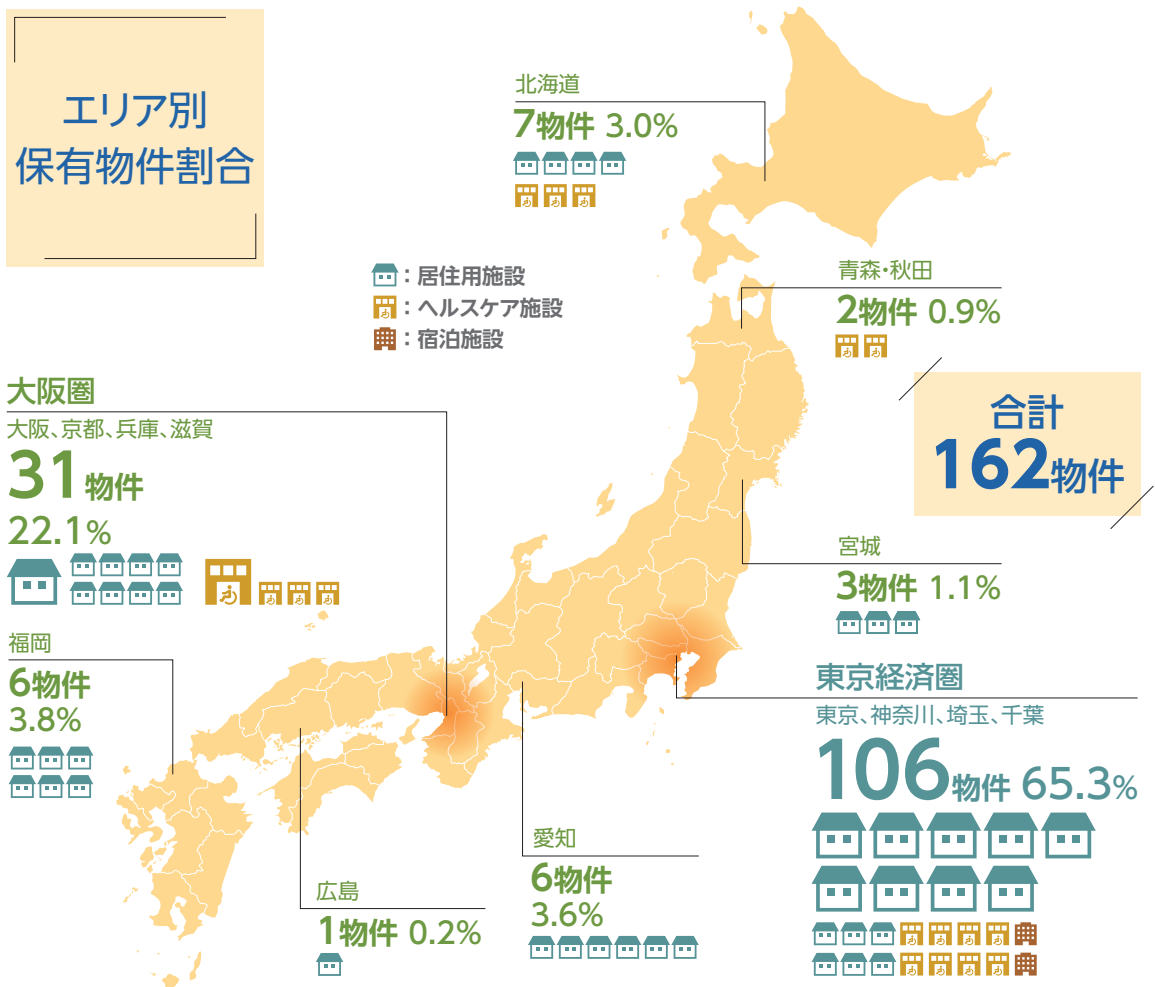 エリア別
保有物件割合
北海道
7物件 3.0%
：居住用施設
：ヘルスケア施設
：宿泊施設
青森・秋田
2物件 0.9%
合計
162物件
大阪圏
大阪、京都、兵庫、滋賀
31物件
22.1%
宮城
3物件 1.1%
福岡
6物件
3.8%
東京経済圏
東京、神奈川、埼玉、千葉
106物件 65.3%
愛知
6物件
3.6%
広島
1物件 0.2%